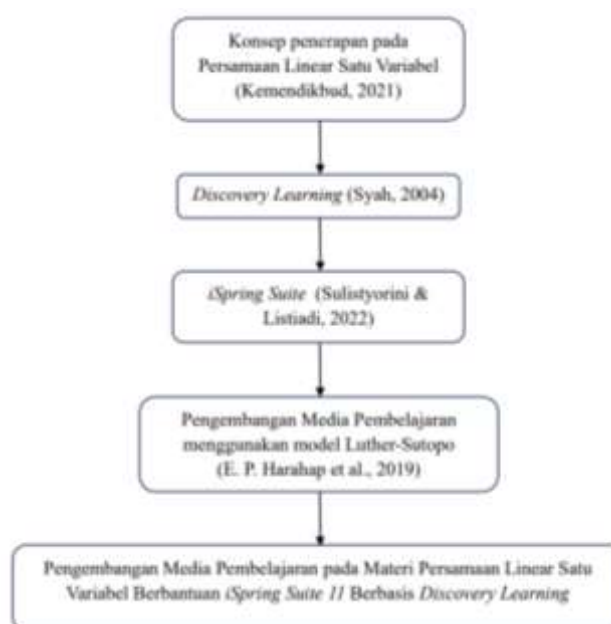 Konsep penerapan pada
Persamaan Linear Satu Variabel
(Kemendikbud, 2021)
Discovery Learning (Syah, 2004)
iSpring Suite (Sulistyorini &
Listiadi, 2022)
Pengembangan Media Pembelajaran
menggunakan model Luther-Sutopo
(E. P. Harahap et al., 2019)
Pengembangan Media Pembelajaran pada Materi Persamaan Linear Satu
Variabel Berbantuan iSpring Suite 11 Berbasis Discovery Learning